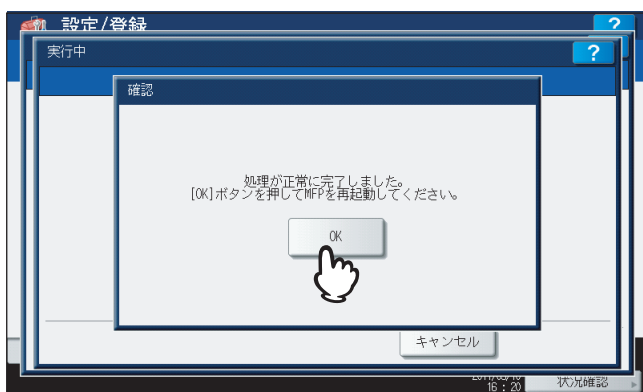 設定/登録
?
実行中
?
確認
処理が正常に完了しました。
[OK]ボタンを押してMFPを再起動してください。
OK
キャンセル
16 : 20
状況確認